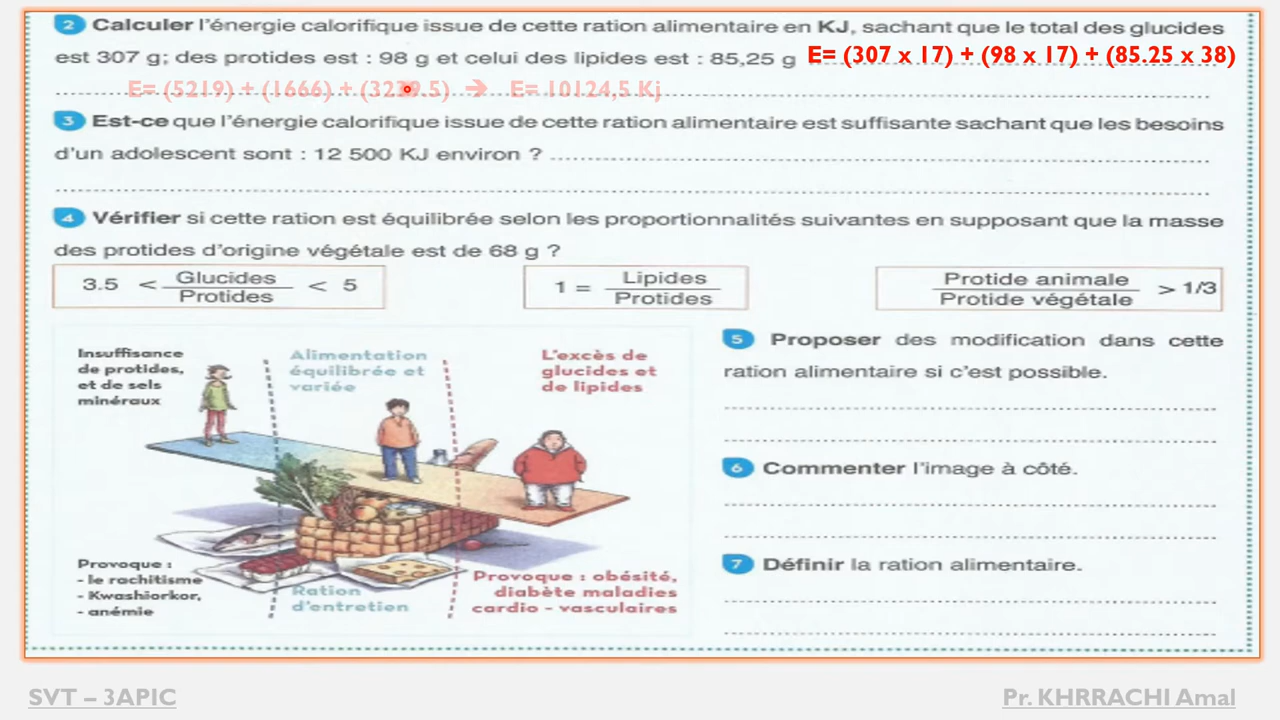 2 Calculer l'énergie calorifique issue de cette ration alimentaire en KJ, sachant que le total des glucides
est 307 g; des protides est : 98 g et celui des lipides est : 85,25 g E= (307 x 17) + (98 x 17) + (85.25 x 38)
E= (5219) + (1666) + (3239.5) → E= 10124,5 Kj
3 Est-ce que l'énergie calorifique issue de cette ration alimentaire est suffisante sachant que les besoins
d'un adolescent sont : 12 500 KJ environ ?
4 Vérifier si cette ration est équilibrée selon les proportionnalités suivantes en supposant que la masse
des protides d'origine végétale est de 68 g ?
3.5 < Glucides / Protides < 5
1 = Lipides / Protides
Protide animale / Protide végétale > 1/3
Insuffisance
de protides,
et de sels
minéraux
Alimentation
équilibrée et
variée
L'excès de
glucides et
de lipides
Provoque :
- le rachitisme
- Kwashiorkor,
- anémie
Ration
d'entretien
Provoque : obésité,
diabète maladies
cardio - vasculaires
5 Proposer des modification dans cette
ration alimentaire si c'est possible.
6 Commenter l'image à côté.
7 Définir la ration alimentaire.
SVT – 3APIC
Pr. KHRRACHI Amal